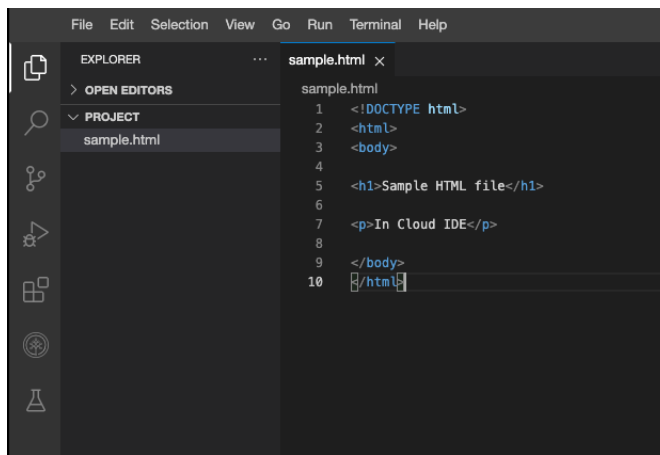 File Edit Selection View Go Run Terminal Help
EXPLORER ...
OPEN EDITORS
PROJECT
sample.html
sample.html
sample.html
1 <!DOCTYPE html>
2 <html>
3 <body>
4
5 <h1>Sample HTML file</h1>
6
7 <p>In Cloud IDE</p>
8
9 </body>
10 </html>